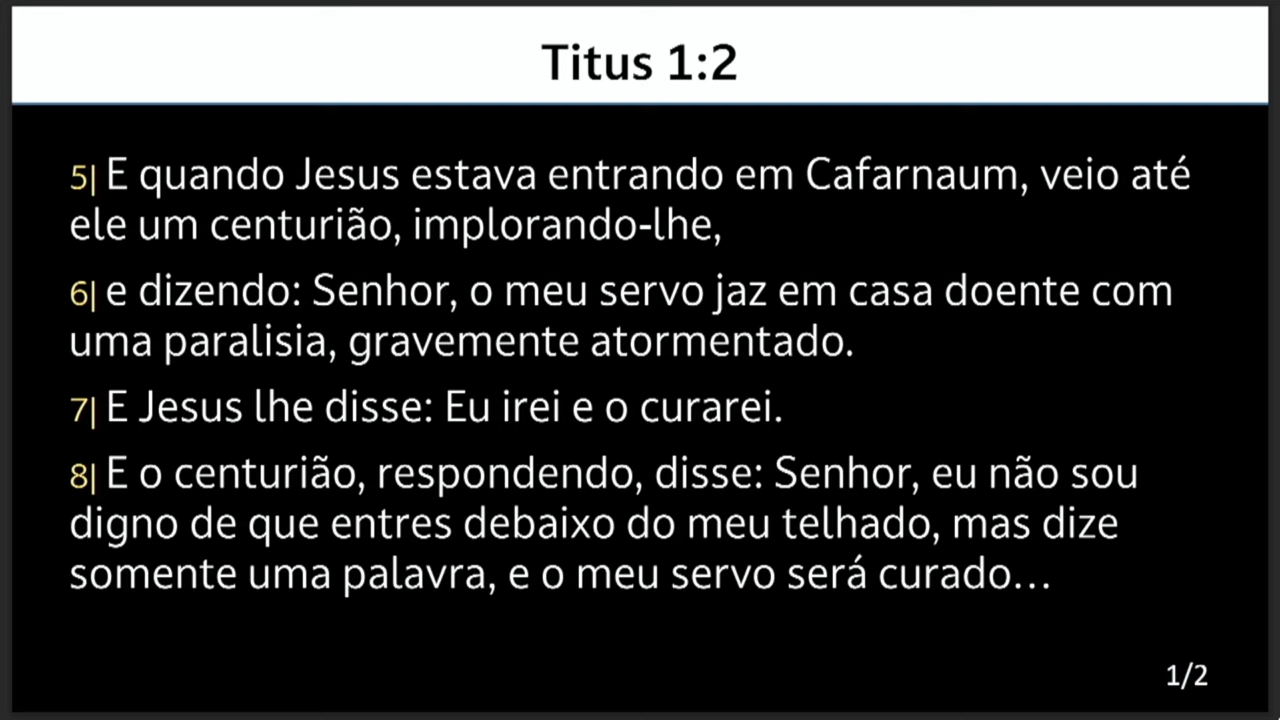 Titus 1:2
5| E quando Jesus estava entrando em Cafarnaum, veio até
ele um centurião, implorando-lhe,
6| e dizendo: Senhor, o meu servo jaz em casa doente com
uma paralisia, gravemente atormentado.
7| E Jesus lhe disse: Eu irei e o curarei.
8| E o centurião, respondendo, disse: Senhor, eu não sou
digno de que entres debaixo do meu telhado, mas dize
somente uma palavra, e o meu servo será curado...
1/2